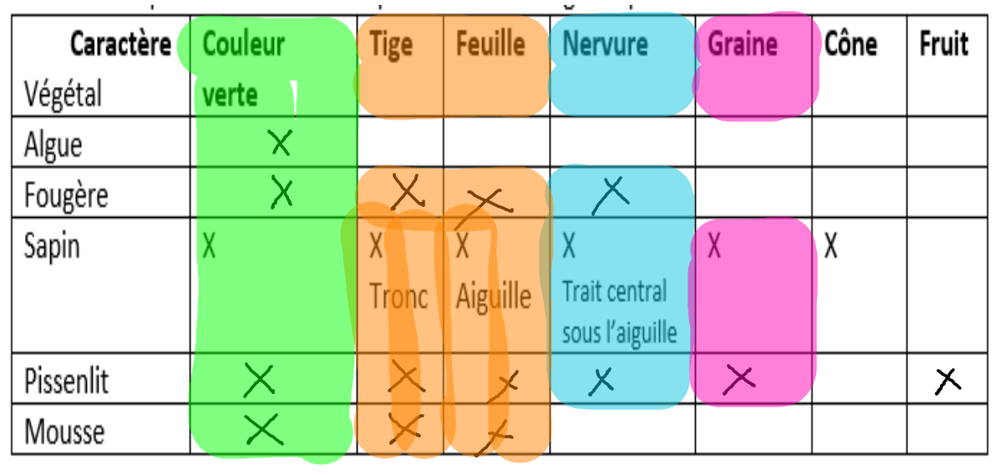 Caractère Couleur Tige Feuille Nervure Graine Cône Fruit
Végétal verte
Algue X
Fougère X X X X
Sapin X X X X X X
Tronc Aiguille Trait central
sous l'aiguille
Pissenlit X X X X X X
Mousse X X X